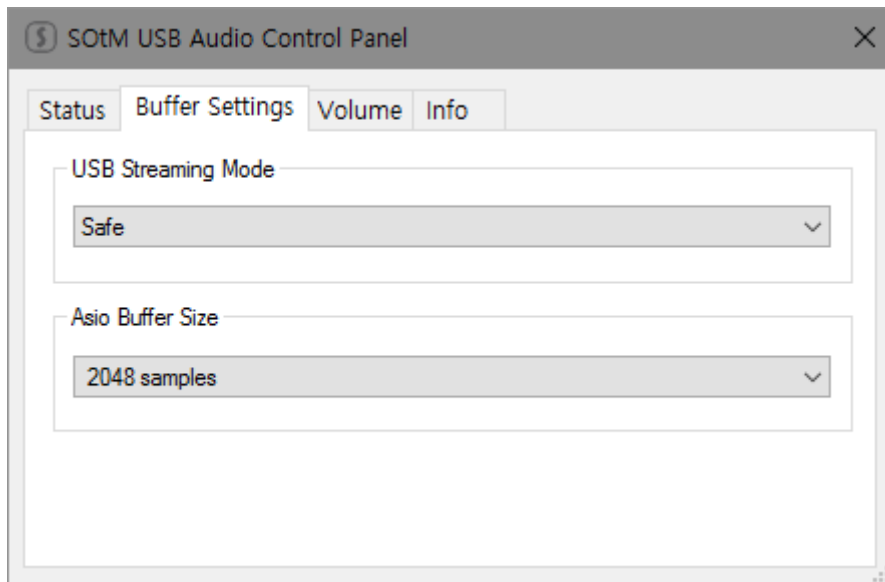 SOtM USB Audio Control Panel
Status Buffer Settings Volume Info
USB Streaming Mode
Safe
Asio Buffer Size
2048 samples